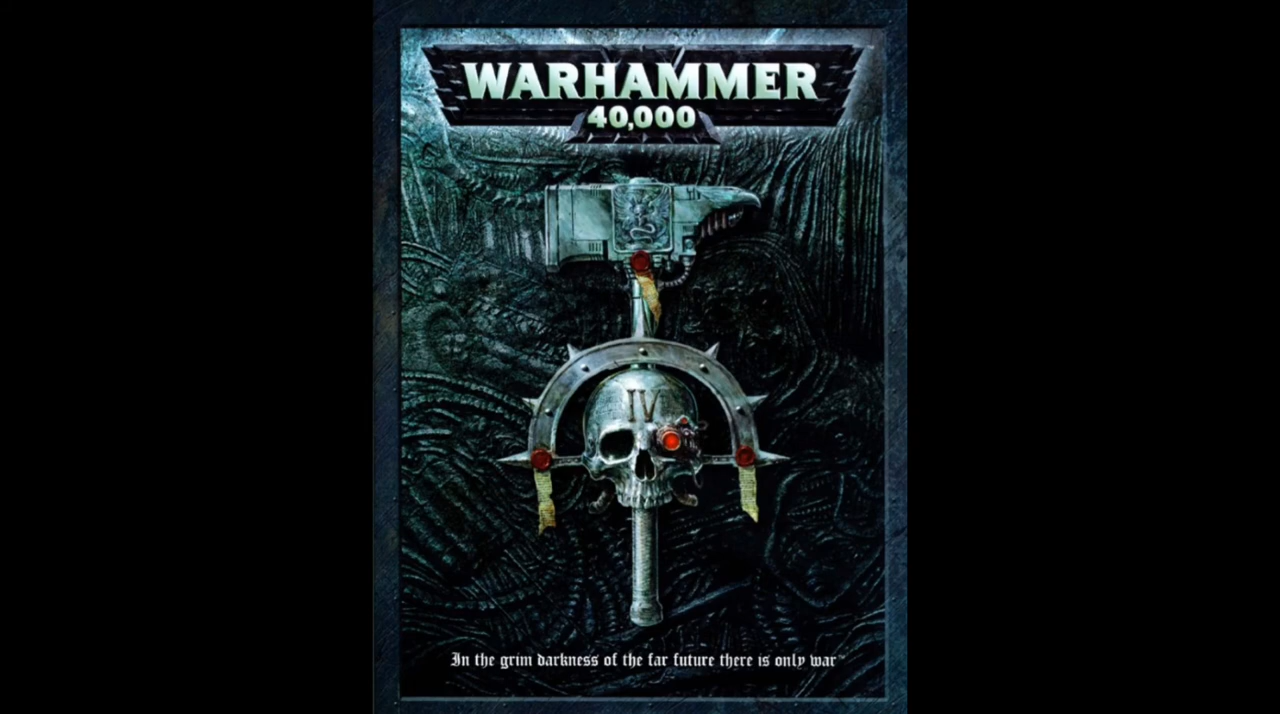 WARHAMMER
40,000
IV
In the grim darkness of the far future there is only war